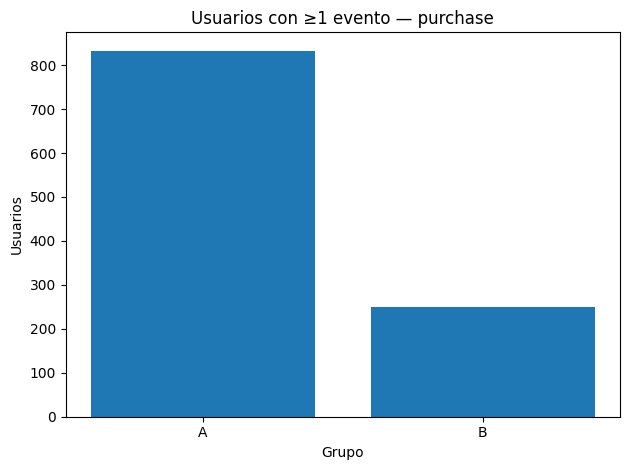 Usuarios con ≥1 evento — purchase
800
700
600
500
400
300
200
100
0
Usuarios
A
B
Grupo